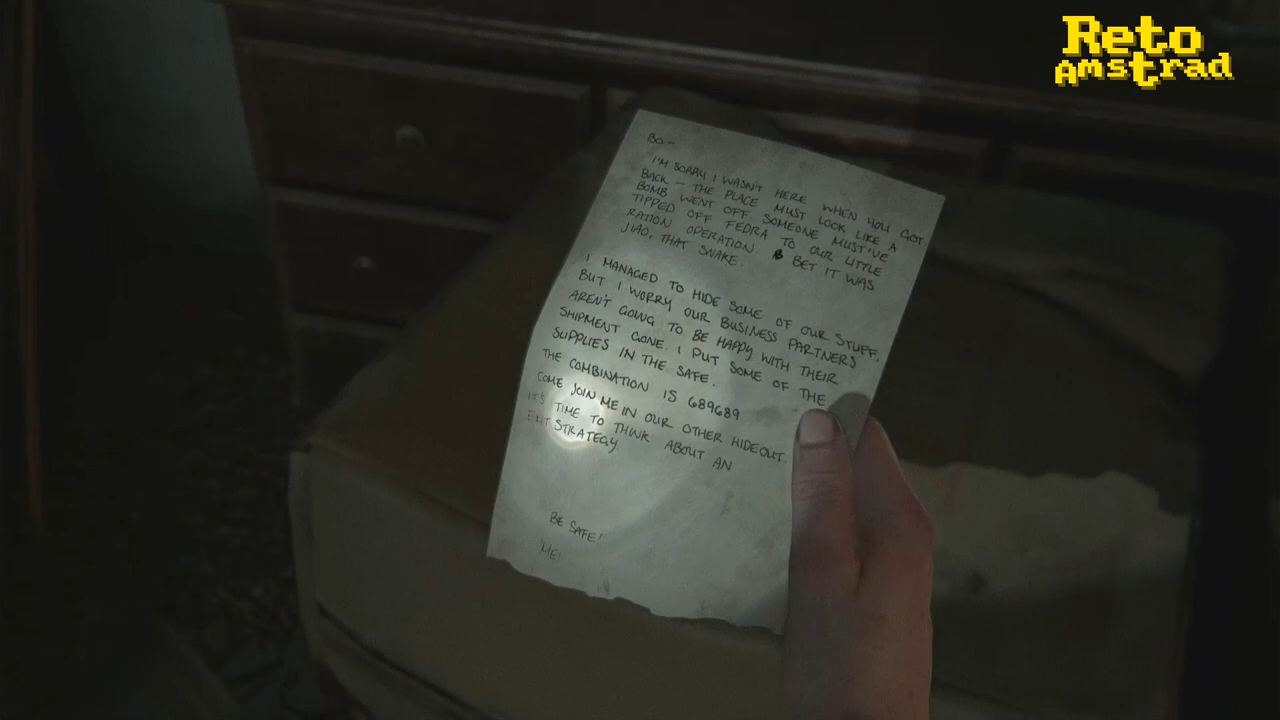 Reto
Amstrad
BO-
I'M SORRY I WASN'T HERE WHEN YOU GOT
BACK - THE PLACE MUST LOOK LIKE A
BOMB WENT OFF SOMEONE MUST'VE
TIPPED OFF FEDRA TO OUR LITTLE
RATION OPERATION. BET IT WAS
JIAO, THAT SNAKE.
I MANAGED TO HIDE SOME OF OUR STUFF,
BUT I WORRY OUR BUSINESS PARTNERS
AREN'T GOING TO BE HAPPY WITH THEIR
SHIPMENT GONE. I PUT SOME OF THE
SUPPLIES IN THE SAFE.
THE COMBINATION IS 689689
COME JOIN ME IN OUR OTHER HIDEOUT.
IT'S TIME TO THINK ABOUT AN
EXIT STRATEGY.
BE SAFE!
MEI